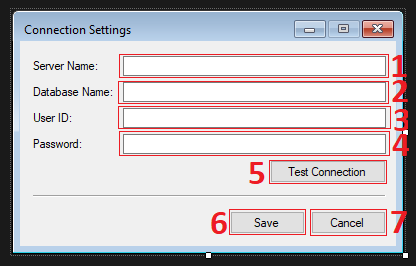 Connection Settings
Server Name: 1
Database Name: 2
User ID: 3
Password: 4
5 Test Connection
6 Save Cancel 7